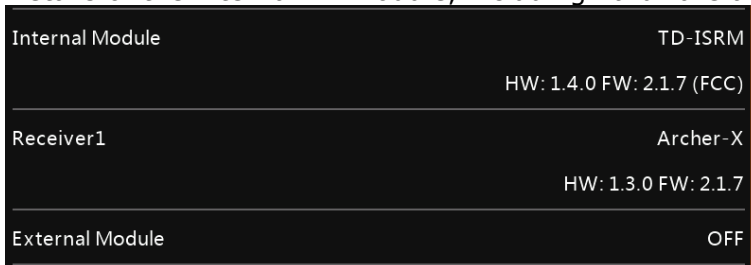 Internal Module TD-ISRM
HW: 1.4.0 FW: 2.1.7 (FCC)
Receiver1 Archer-X
HW: 1.3.0 FW: 2.1.7
External Module OFF